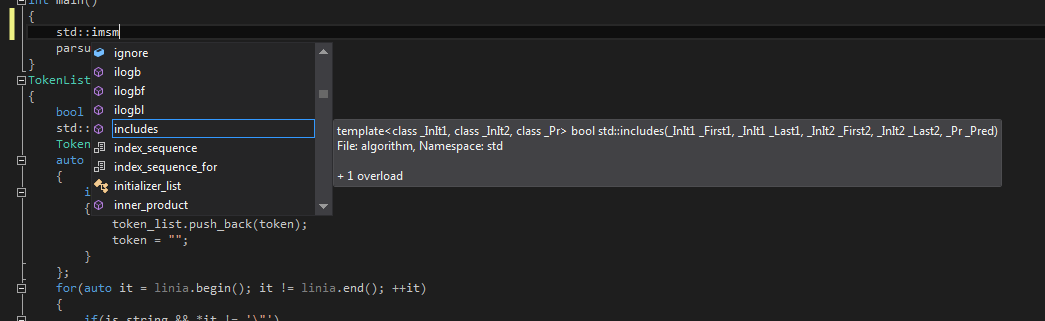 int main()
{
std::imsm
parsu
}
TokenList
{
bool
std::
Token
auto
{
i
{
token_list.push_back(token);
token = "";
}
};
for(auto it = linia.begin(); it != linia.end(); ++it)
{
if(is_string && *it != '\"')
ignore
ilogb
ilogbf
ilogbl
includes
index_sequence
index_sequence_for
initializer_list
inner_product
template<class _InIt1, class _InIt2, class _Pr> bool std::includes(_InIt1 _First1, _InIt1 _Last1, _InIt2 _First2, _InIt2 _Last2, _Pr _Pred)
File: algorithm, Namespace: std
+ 1 overload